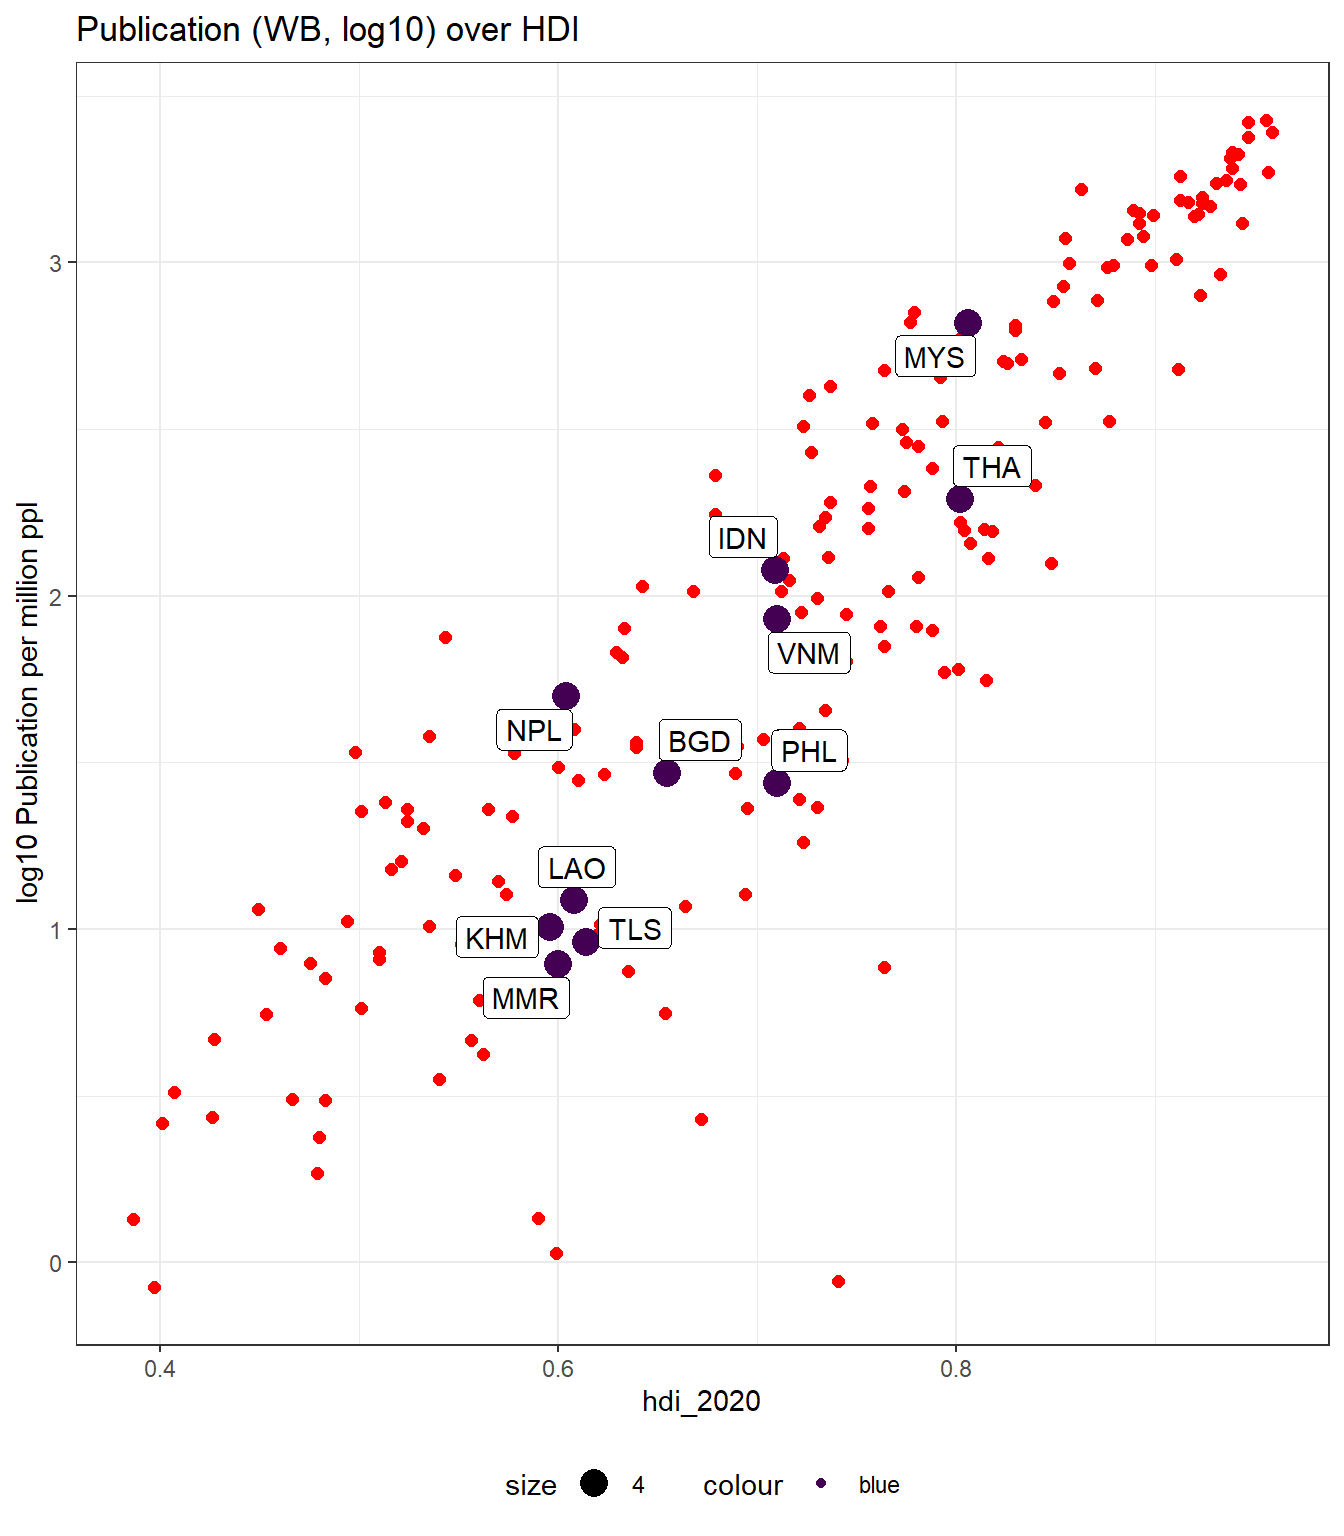 Publication (WB, log10) over HDI
log10 Publication per million ppl
3
2
1
0
MYS
THA
IDN
VNM
NPL
BGD
PHL
LAO
KHM
TLS
MMR
0.4
0.6
0.8
hdi_2020
size 4 colour blue